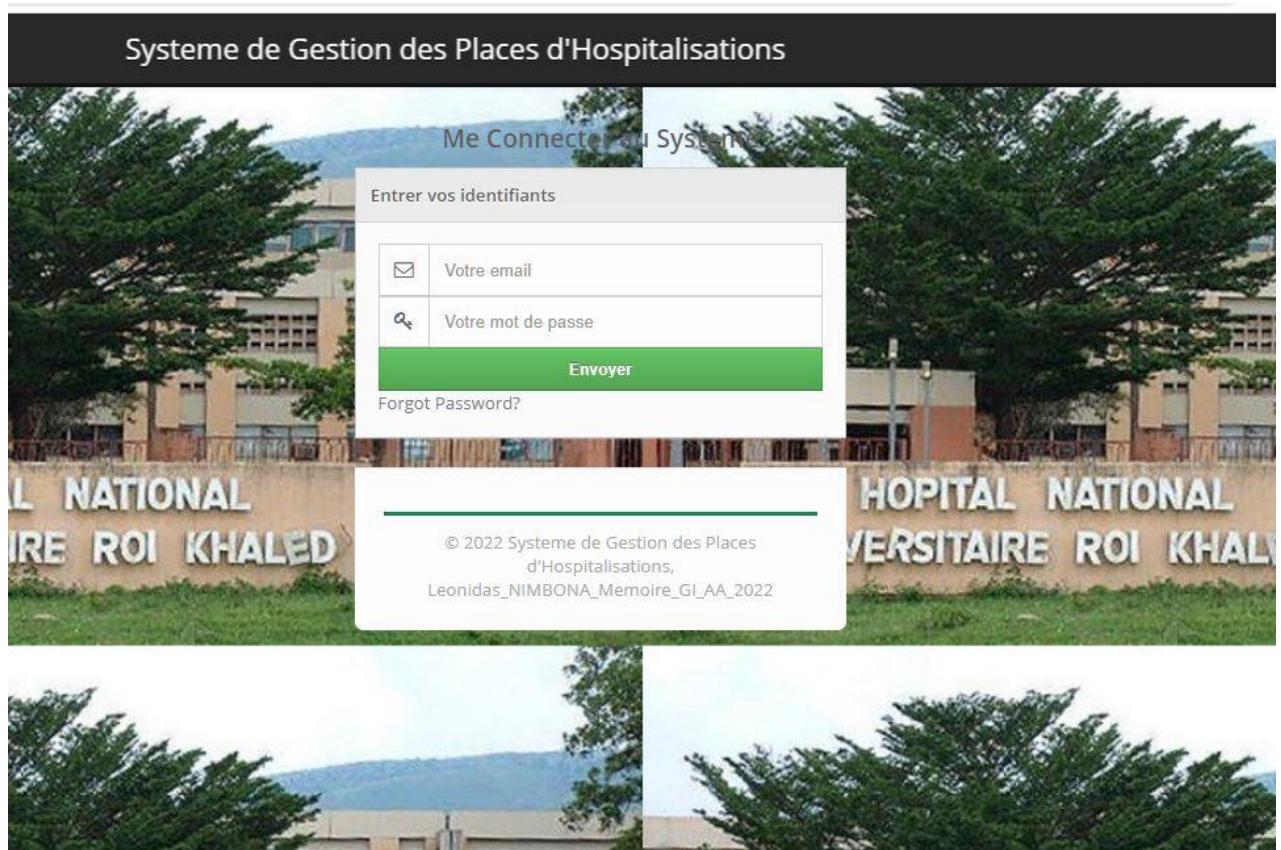 Systeme de Gestion des Places d'Hospitalisations
Me Connecter au Systeme
Entrer vos identifiants
Votre email
Votre mot de passe
Envoyer
Forgot Password?
L NATIONAL
IRE ROI KHALED
HOPITAL NATIONAL
VERSITAIRE ROI KHAL
© 2022 Systeme de Gestion des Places
d'Hospitalisations,
Leonidas_NIMBONA_Memoire_GI_AA_2022